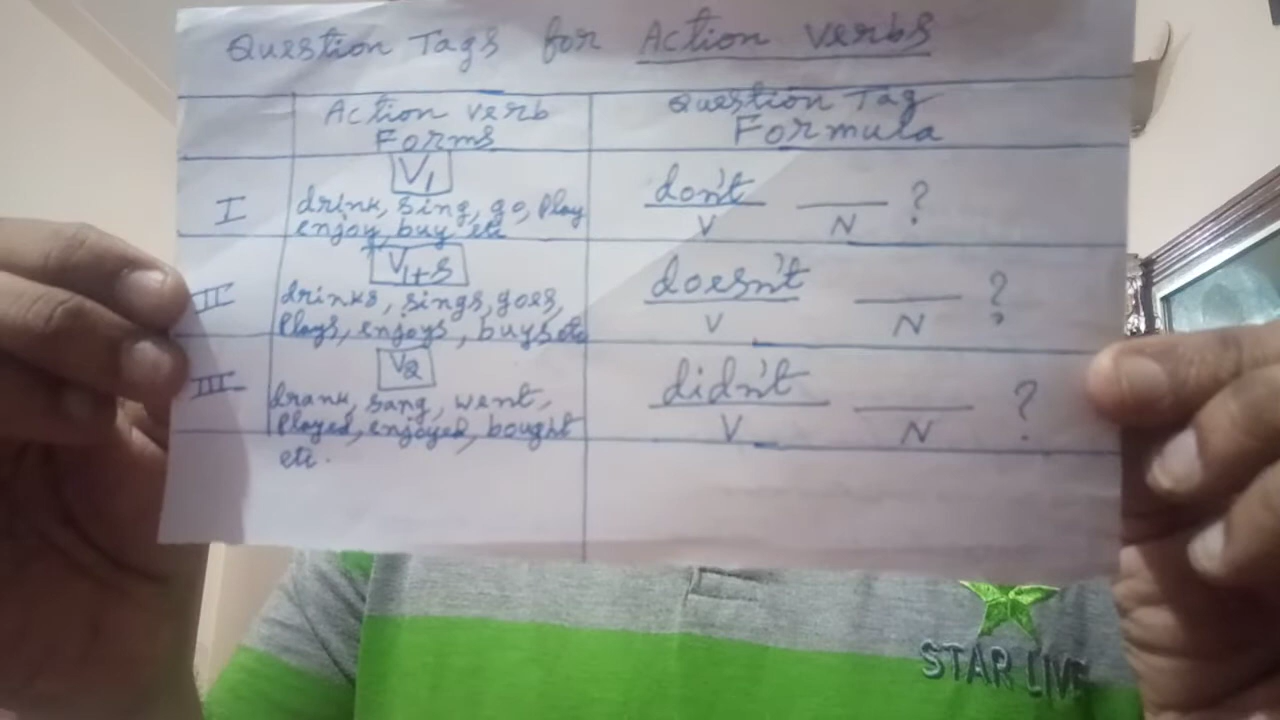 Question Tags for Action verbs
Action verb
Forms
Question Tag
Formula
I
V1
drink, sing, go, Play
enjoy, buy etc
don't ?
V N
II
V1+s
drinks, sings, goes,
Plays, enjoys, buys etc
doesn't ?
V N
III
V2
drank, sang, went,
Played, enjoyed, bought
etc.
didn't ?
V N
STAR LIVE